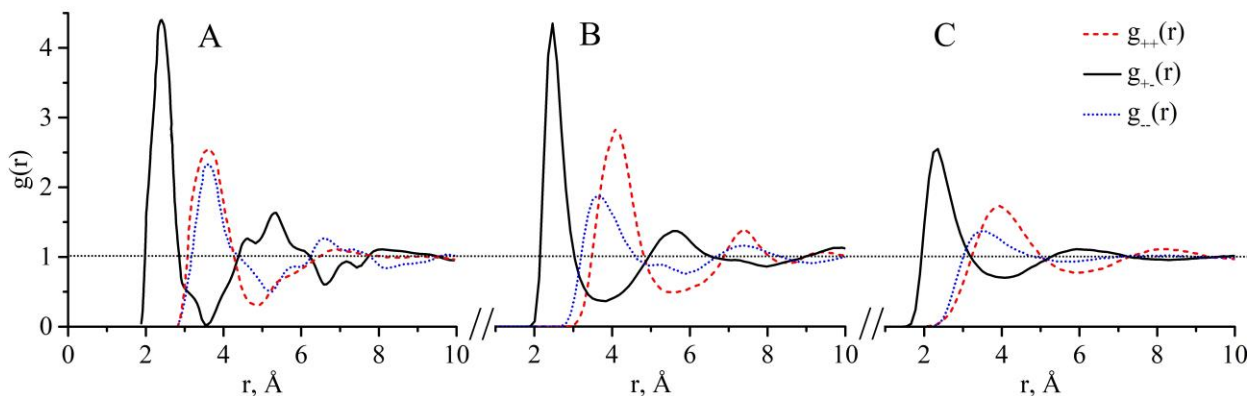 A
B
C
g++(r)
g+-(r)
g--(r)
g(r)
4
3
2
1
0
0 2 4 6 8 10 2 4 6 8 10 2 4 6 8 10
r, Å r, Å r, Å